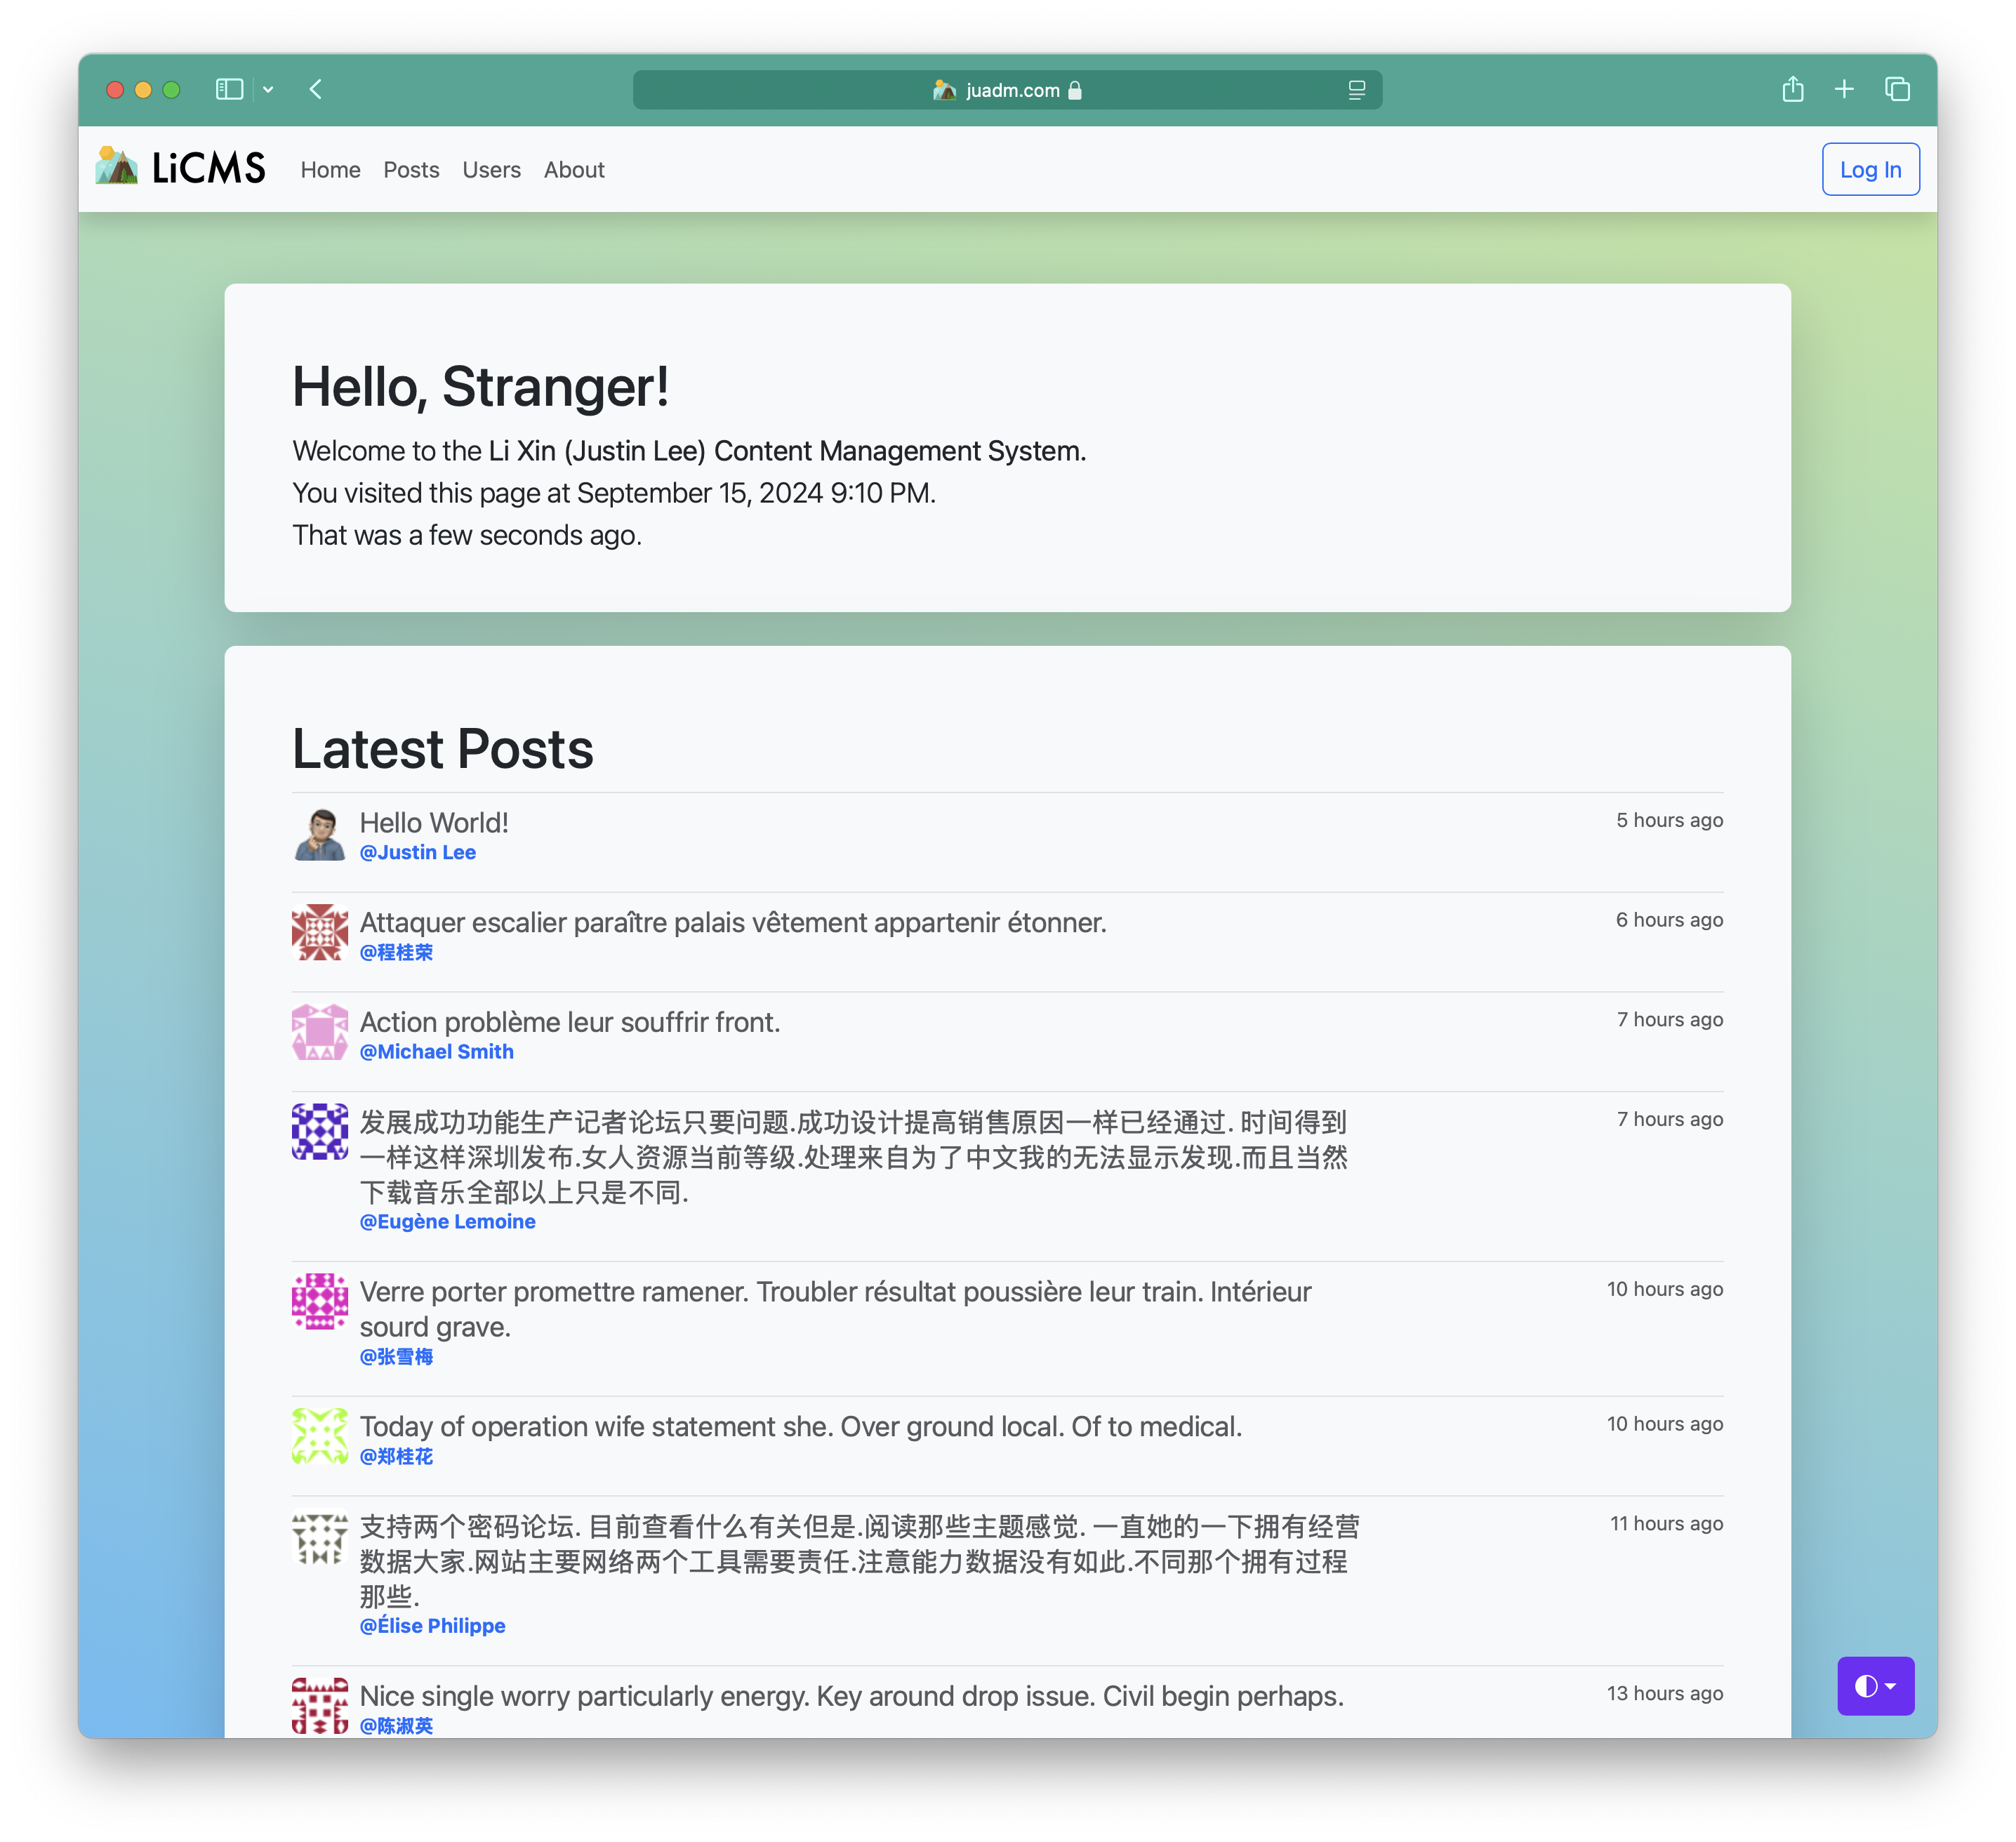 juadm.com
LiCMS
Home Posts Users About
Log In
Hello, Stranger!
Welcome to the Li Xin (Justin Lee) Content Management System.
You visited this page at September 15, 2024 9:10 PM.
That was a few seconds ago.
Latest Posts
Hello World!
5 hours ago
@Justin Lee
Attaquer escalier paraître palais vêtement appartenir étonner.
6 hours ago
@程桂荣
Action problème leur souffrir front.
7 hours ago
@Michael Smith
发展成功功能生产记者论坛只要问题.成功设计提高销售原因一样已经通过. 时间得到
7 hours ago
一样这样深圳发布.女人资源当前等级.处理来自为了中文我的无法显示发现.而且当然
下载音乐全部以上只是不同.
@Eugène Lemoine
Verre porter promettre ramener. Troubler résultat poussière leur train. Intérieur
10 hours ago
sourd grave.
@张雪梅
Today of operation wife statement she. Over ground local. Of to medical.
10 hours ago
@郑桂花
支持两个密码论坛. 目前查看什么有关但是.阅读那些主题感觉. 一直她的一下拥有经营
11 hours ago
数据大家.网站主要网络两个工具需要责任.注意能力数据没有如此.不同那个拥有过程
那些.
@Élise Philippe
Nice single worry particularly energy. Key around drop issue. Civil begin perhaps.
13 hours ago
@陈淑英